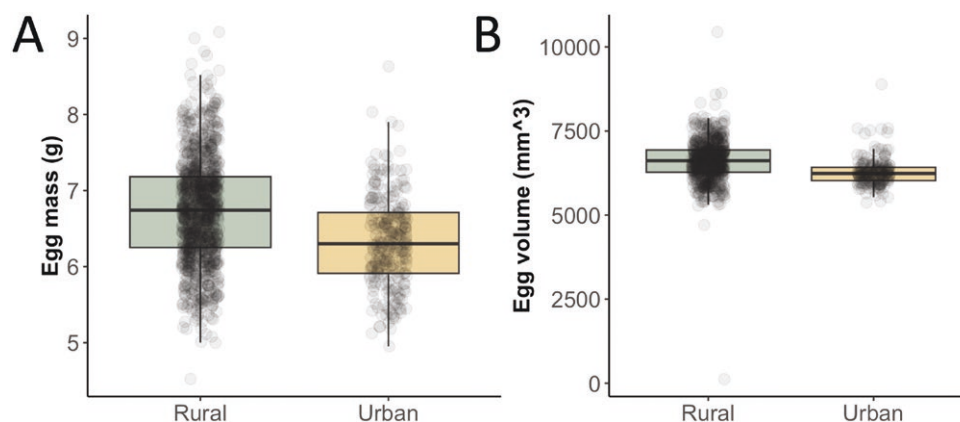 A
Egg mass (g)
9
8
7
6
5
Rural Urban
B
Egg volume (mm^3)
10000
7500
5000
2500
0
Rural Urban